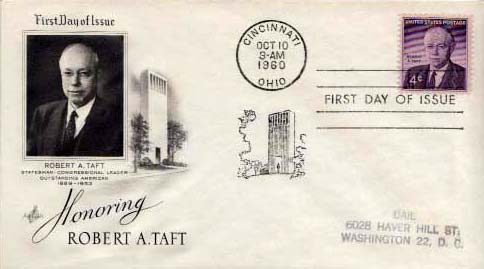 First Day of Issue
ROBERT A. TAFT
STATESMAN-CONGRESSIONAL LEADER
OUTSTANDING AMERICAN
1889-1953
Honoring
ROBERT A. TAFT
CINCINNATI
OCT 10
9-AM
1960
OHIO
UNITED STATES POSTAGE
ROBERT
A. TAFT
4¢
FIRST DAY OF ISSUE
6028 HAVER HILL ST.
WASHINGTON 22, D. C.